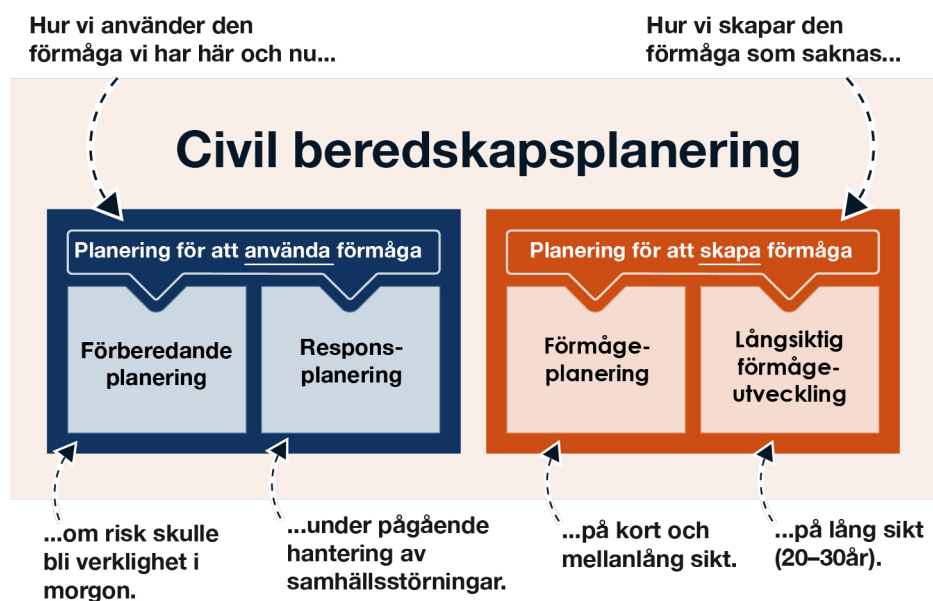 Hur vi använder den
förmåga vi har här och nu...
Hur vi skapar den
förmåga som saknas...
Civil beredskapsplanering
Planering för att använda förmåga
Planering för att skapa förmåga
Förberedande
planering
Respons-
planering
Förmåge-
planering
Långsiktig
förmåge-
utveckling
...om risk skulle
bli verklighet i
morgon.
...under pågående
hantering av
samhällsstörningar.
...på kort och
mellanlång sikt.
...på lång sikt
(20–30år).